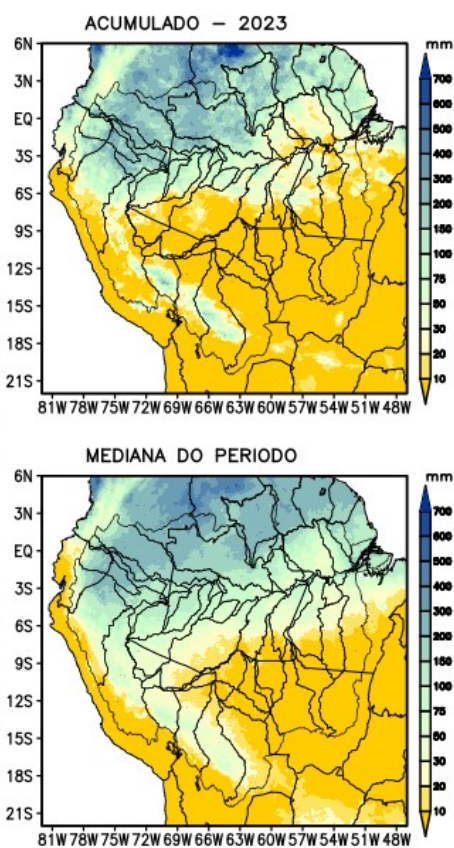 ACUMULADO – 2023
mm
6N
3N
EQ
3S
6S
9S
12S
15S
18S
21S
700
600
500
400
300
200
150
100
75
50
30
20
10
81W 78W 75W 72W 69W 66W 63W 60W 57W 54W 51W 48W
MEDIANA DO PERIODO
mm
6N
3N
EQ
3S
6S
9S
12S
15S
18S
21S
700
600
500
400
300
200
150
100
75
50
30
20
10
81W 78W 75W 72W 69W 66W 63W 60W 57W 54W 51W 48W